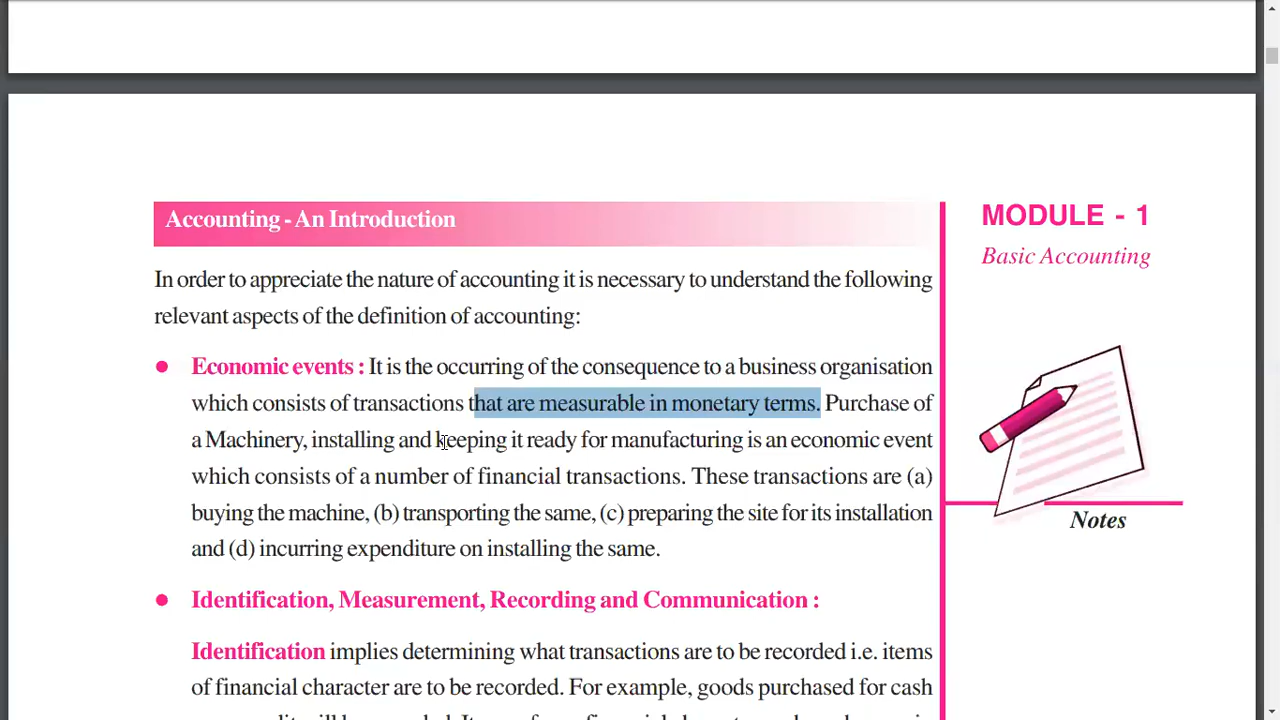 Accounting - An Introduction
MODULE - 1
Basic Accounting
In order to appreciate the nature of accounting it is necessary to understand the following
relevant aspects of the definition of accounting:
● Economic events : It is the occurring of the consequence to a business organisation
which consists of transactions that are measurable in monetary terms. Purchase of
a Machinery, installing and keeping it ready for manufacturing is an economic event
which consists of a number of financial transactions. These transactions are (a)
buying the machine, (b) transporting the same, (c) preparing the site for its installation
and (d) incurring expenditure on installing the same.
Notes
● Identification, Measurement, Recording and Communication :
Identification implies determining what transactions are to be recorded i.e. items
of financial character are to be recorded. For example, goods purchased for cash